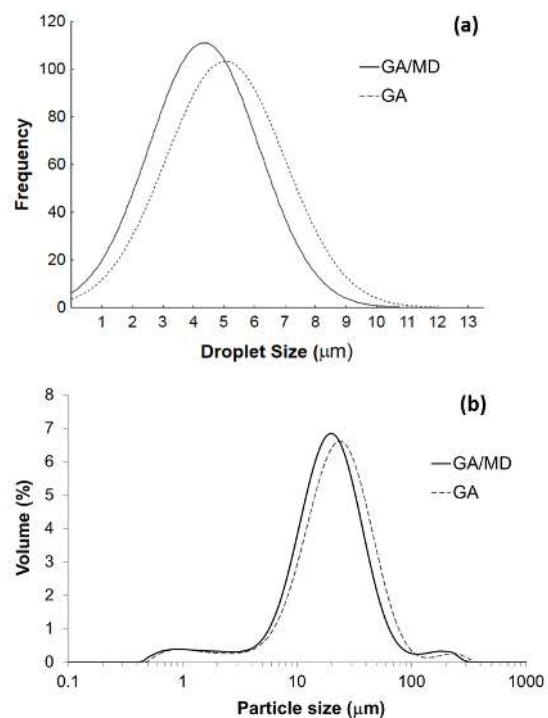 (a)
120
100
80
60
40
20
0
Frequency
GA/MD
GA
1 2 3 4 5 6 7 8 9 10 11 12 13
Droplet Size (μm)
(b)
8
7
6
5
4
3
2
1
0
Volume (%)
GA/MD
GA
0.1 1 10 100 1000
Particle size (μm)